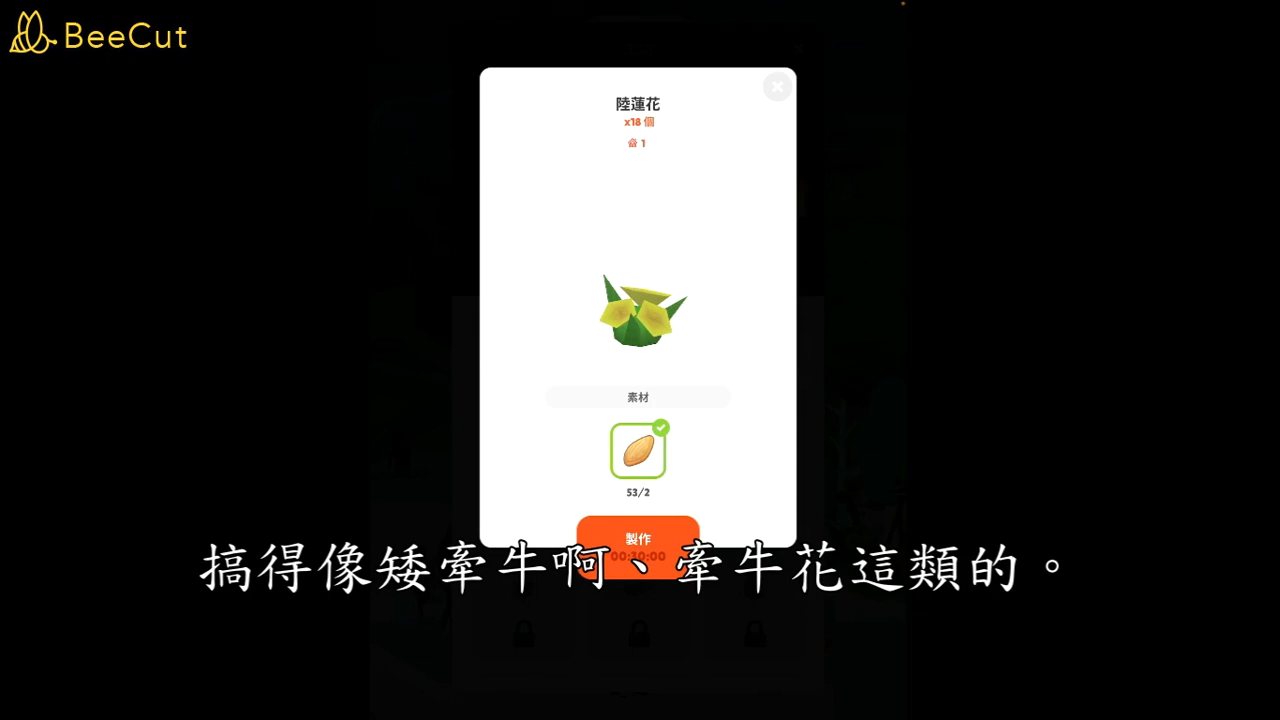 BeeCut
陸蓮花
x18 個
1
素材
53/2
製作
00:30:00
搞得像矮牽牛啊、牽牛花這類的。